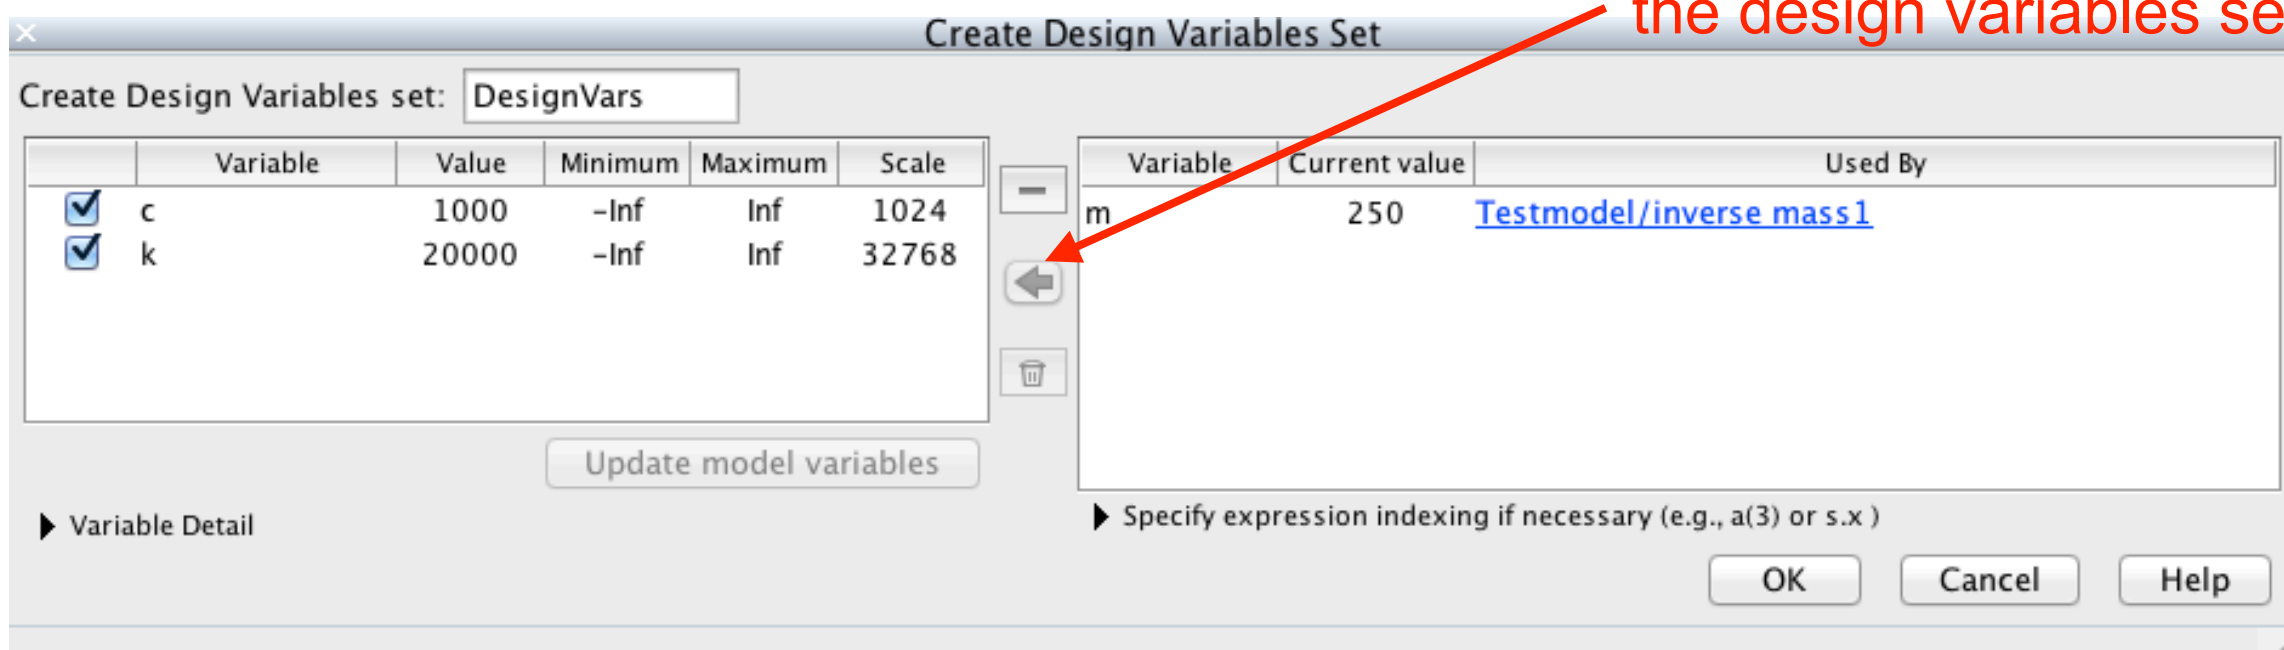 the design variables se
Create Design Variables Set
Create Design Variables set: DesignVars
Variable Value Minimum Maximum Scale
c 1000 -Inf Inf 1024
k 20000 -Inf Inf 32768
Update model variables
Variable Detail
Variable Current value Used By
m 250 Testmodel/inverse mass1
Specify expression indexing if necessary (e.g., a(3) or s.x )
OK Cancel Help